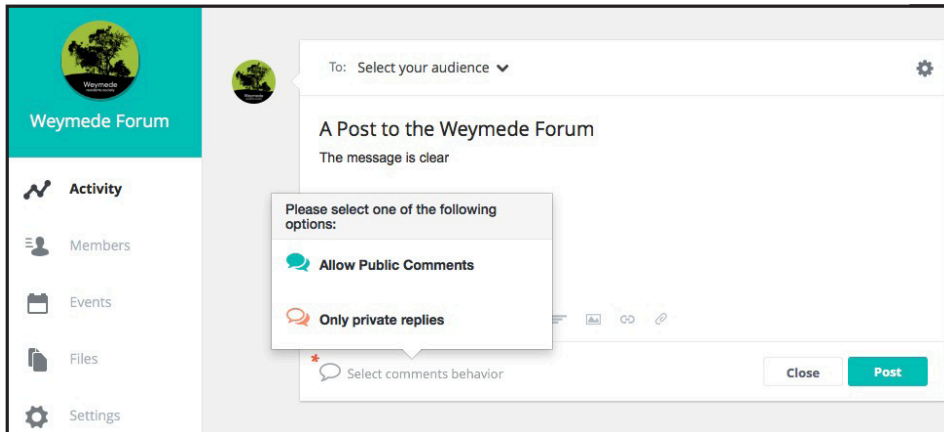 Weymede
Weymede Forum
Activity
Members
Events
Files
Settings
Weymede
To: Select your audience
A Post to the Weymede Forum
The message is clear
Please select one of the following
options:
Allow Public Comments
Only private replies
* Select comments behavior
Close
Post